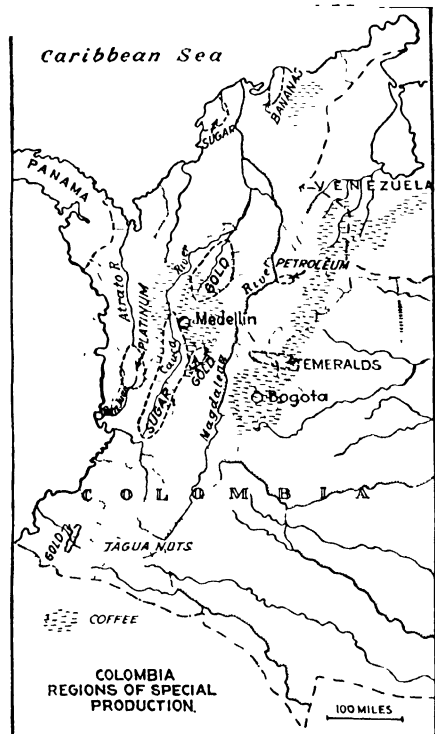 Caribbean Sea
BANANAS
SUGAR
PANAMA
VENEZUELA
River
GOLD
PETROLEUM
River
Atrato R.
PLATINUM
Medellin
Cauca
GOLD
EMERALDS
SUGAR
Magdalena
Bogota
COLOMBIA
GOLD
TAGUA NUTS
COFFEE
COLOMBIA
REGIONS OF SPECIAL
PRODUCTION.
100 MILES